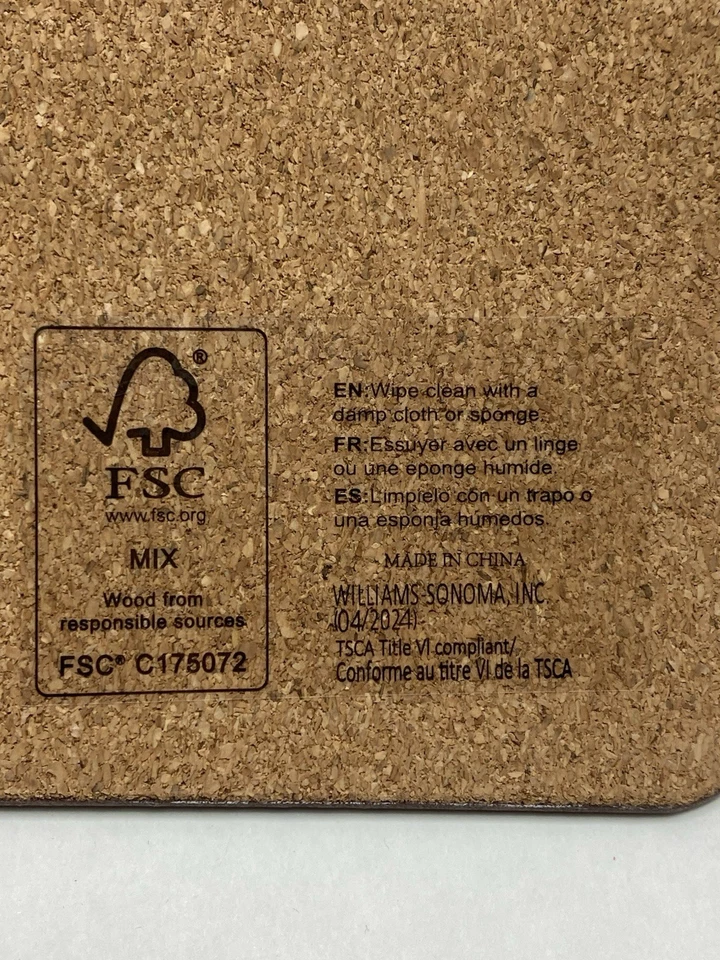 ®
FSC
www.fsc.org
MIX
Wood from
responsible sources
FSC® C175072
EN:Wipe clean with a
damp cloth or sponge.
FR:Essuyer avec un linge
ou une éponge humide.
ES:Límpielo con un trapo o
una esponja húmedos.
MADE IN CHINA
WILLIAMS-SONOMA, INC.
(04/2024)
TSCA Title VI compliant/
Conforme au titre VI de la TSCA